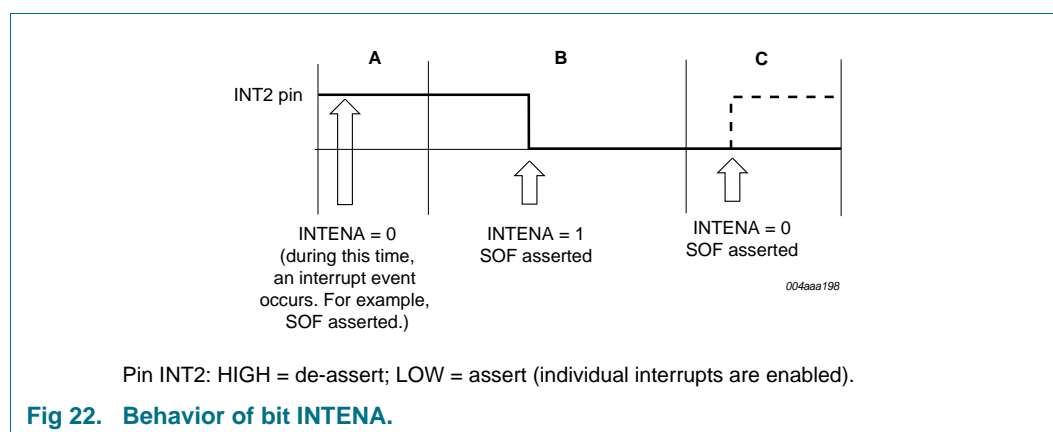 A B C
INT2 pin
INTENA = 0
(during this time,
an interrupt event
occurs. For example,
SOF asserted.)
INTENA = 1
SOF asserted
INTENA = 0
SOF asserted
004aaa198
Pin INT2: HIGH = de-assert; LOW = assert (individual interrupts are enabled).
Fig 22. Behavior of bit INTENA.